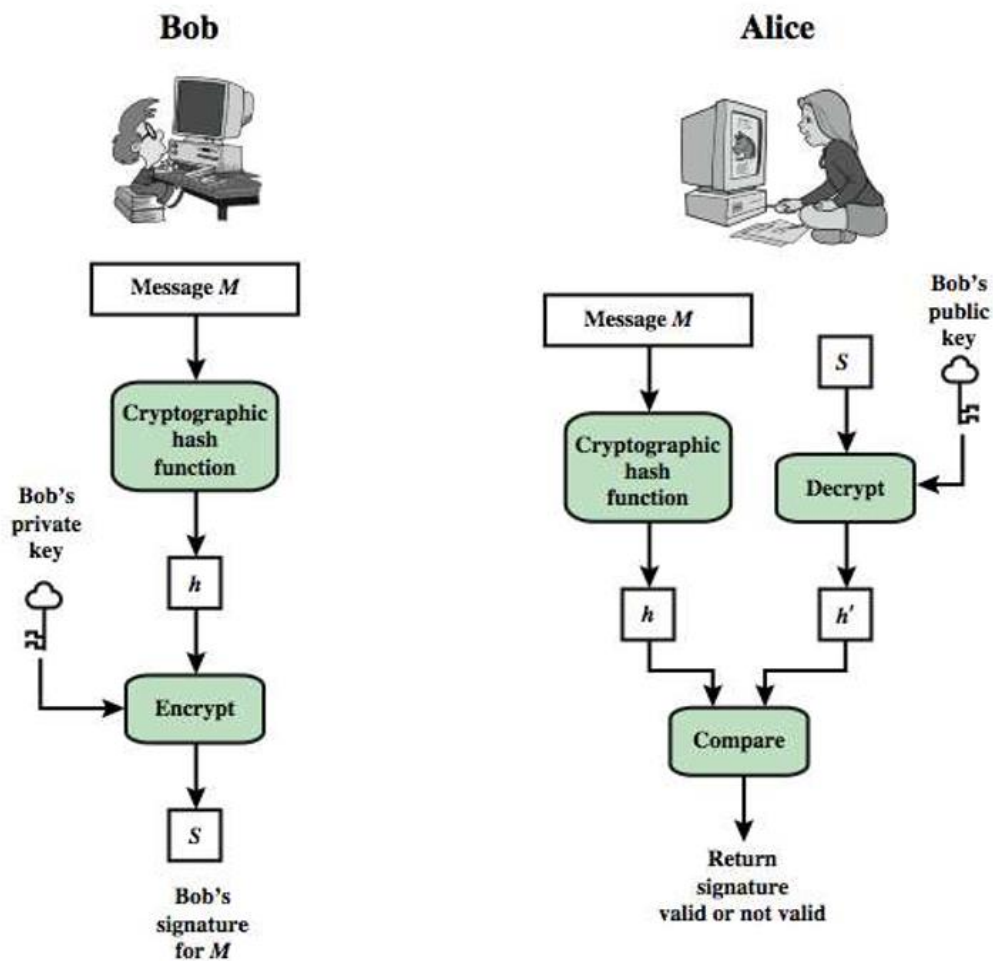 Bob
Message M
Cryptographic
hash
function
Bob's
private
key
h
Encrypt
S
Bob's
signature
for M
Alice
Message M
Bob's
public
key
S
Cryptographic
hash
function
Decrypt
h
h'
Compare
Return
signature
valid or not valid